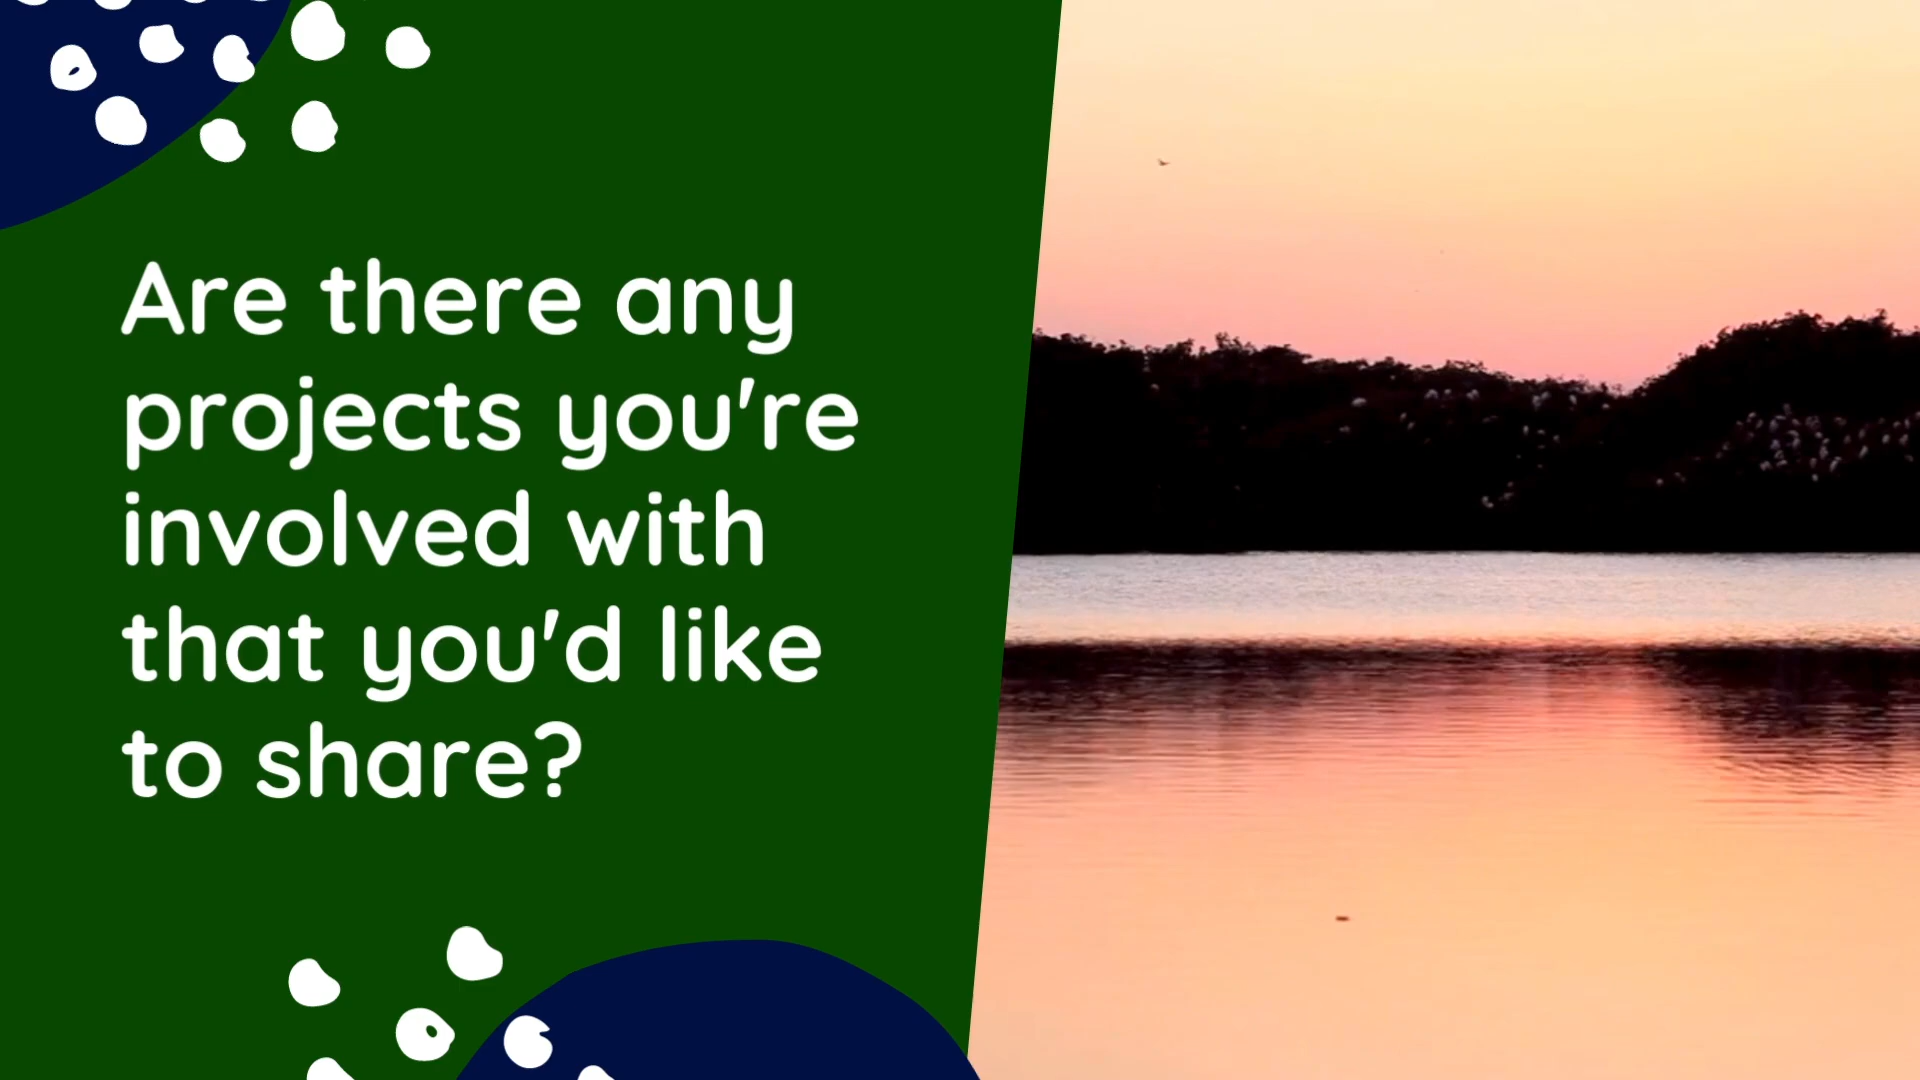 Are there any
projects you're
involved with
that you'd like
to share?